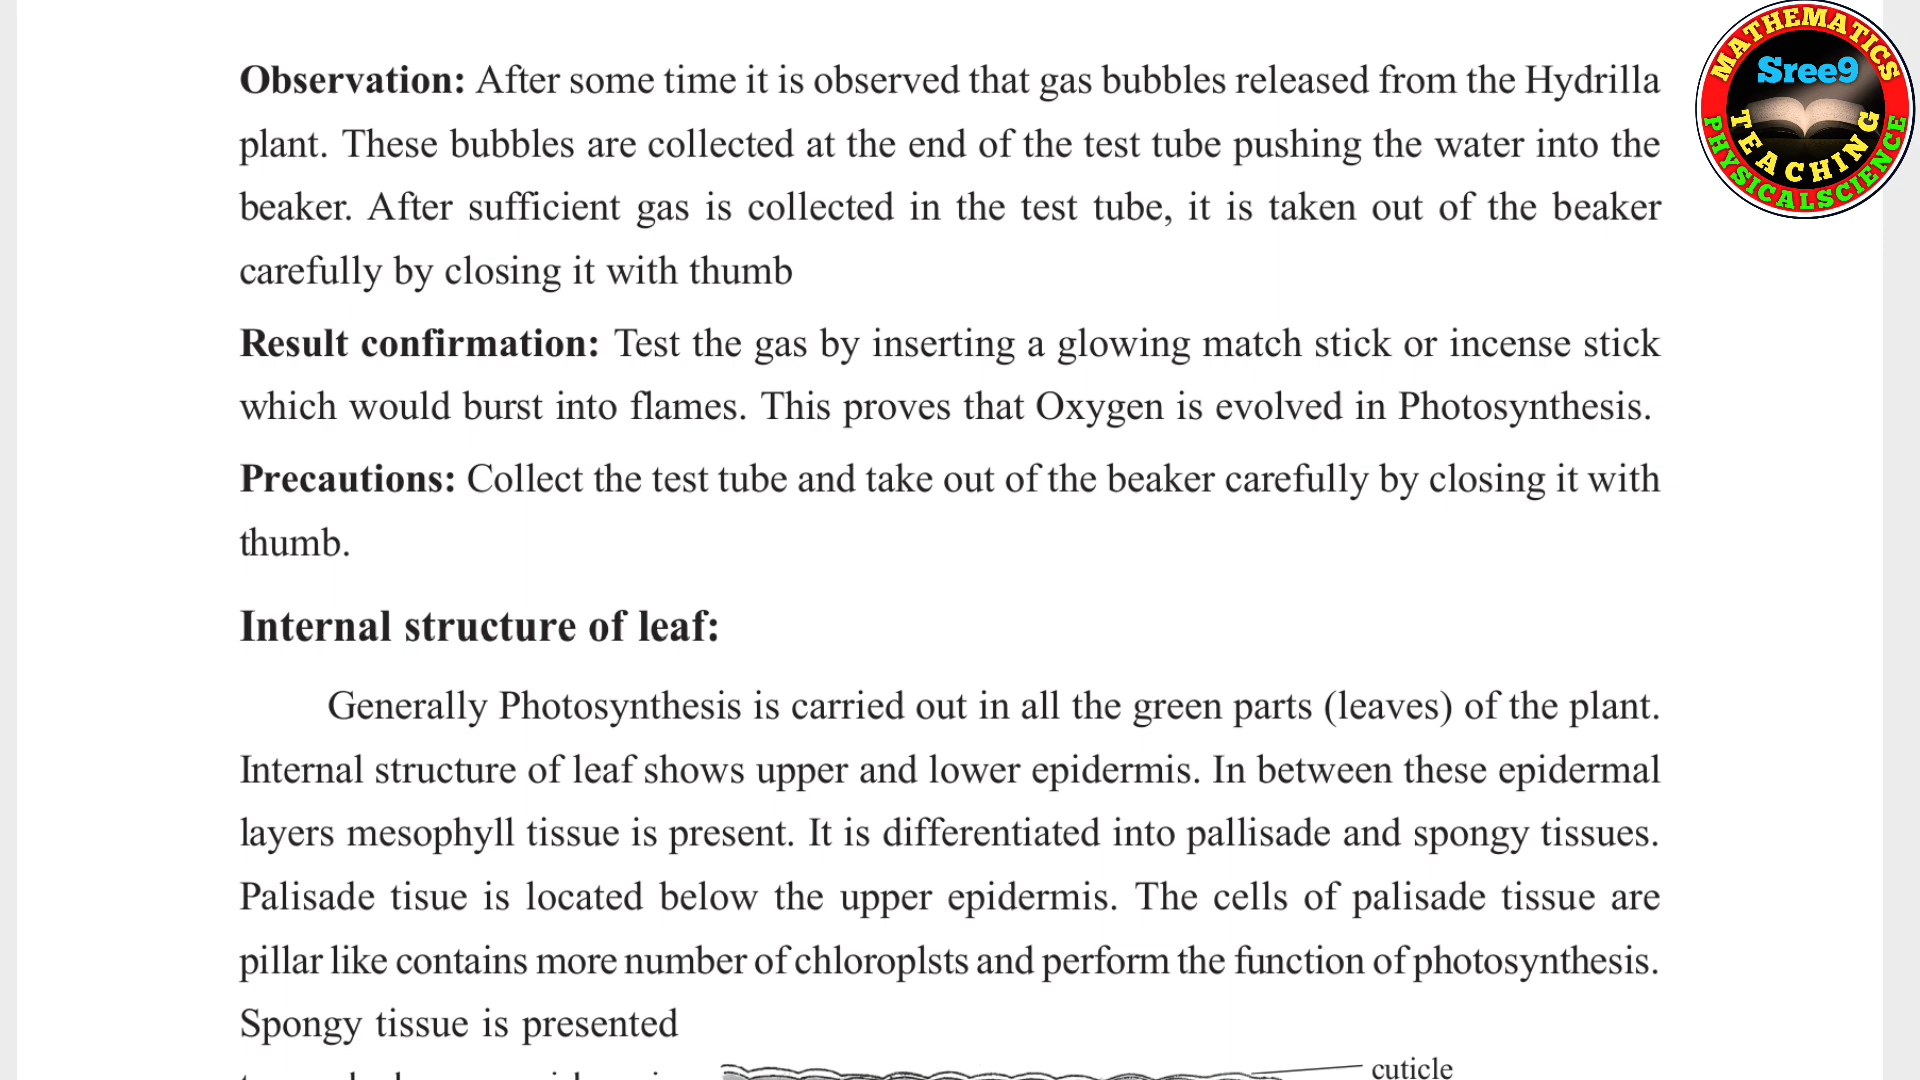 Observation: After some time it is observed that gas bubbles released from the Hydrilla
plant. These bubbles are collected at the end of the test tube pushing the water into the
beaker. After sufficient gas is collected in the test tube, it is taken out of the beaker
carefully by closing it with thumb
Result confirmation: Test the gas by inserting a glowing match stick or incense stick
which would burst into flames. This proves that Oxygen is evolved in Photosynthesis.
Precautions: Collect the test tube and take out of the beaker carefully by closing it with
thumb.
Internal structure of leaf:
Generally Photosynthesis is carried out in all the green parts (leaves) of the plant.
Internal structure of leaf shows upper and lower epidermis. In between these epidermal
layers mesophyll tissue is present. It is differentiated into pallisade and spongy tissues.
Palisade tisue is located below the upper epidermis. The cells of palisade tissue are
pillar like contains more number of chloroplsts and perform the function of photosynthesis.
Spongy tissue is presented
cuticle
MATHEMATICS
Sree9
TEACHING
PHYSICALSCIENCE